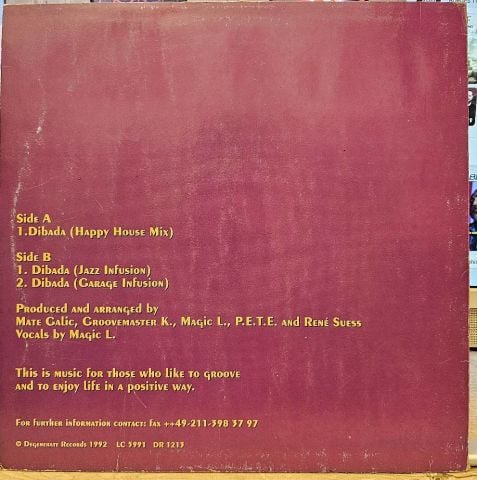 Side A
1.Dibada (Happy House Mix)
Side B
1. Dibada (Jazz Infusion)
2. Dibada (Garage Infusion)
Produced and arranged by
Mate Galic, Groovemaster K., Magic L., P.E.T.E. and René Suess
Vocals by Magic L.
This is music for those who like to groove
and to enjoy life in a positive way.
For further information contact: fax ++49-211-398 37 97
© Degeneratt Records 1992 LC 5991 DR 1213